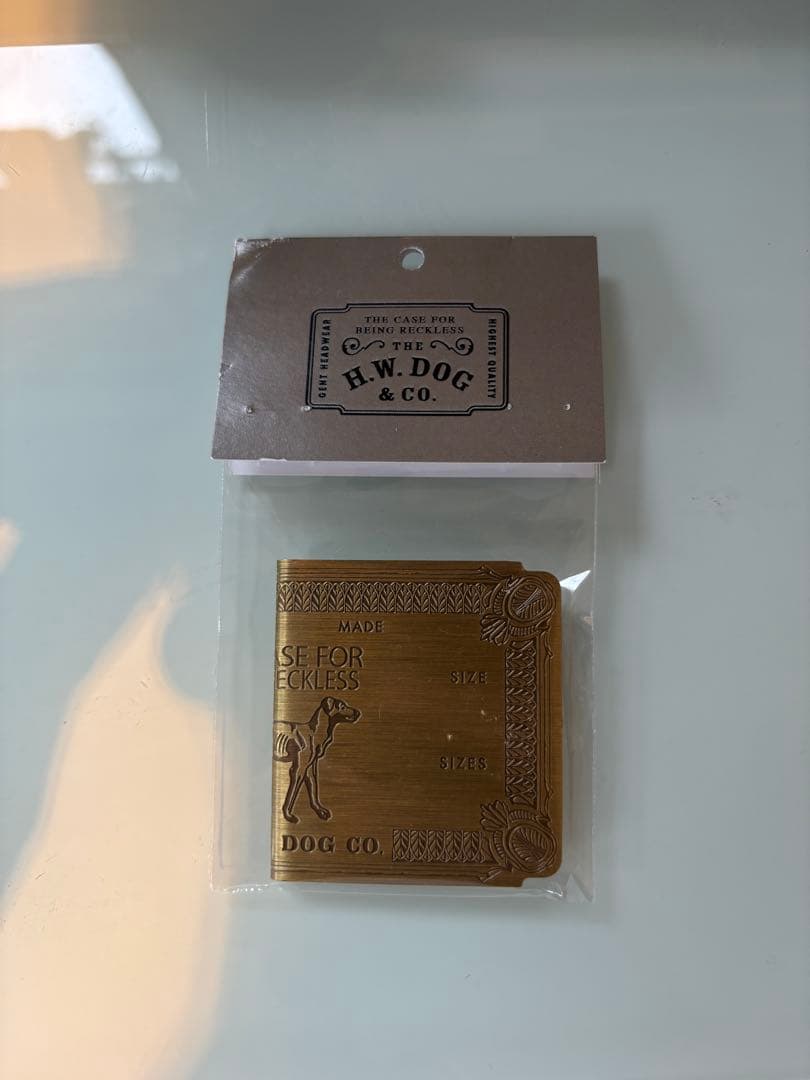 THE CASE FOR
BEING RECKLESS
THE
H.W. DOG
& CO.
GENT HEADWEAR
HIGHEST QUALITY
MADE
SE FOR
ECKLESS
SIZE
SIZES
DOG CO.